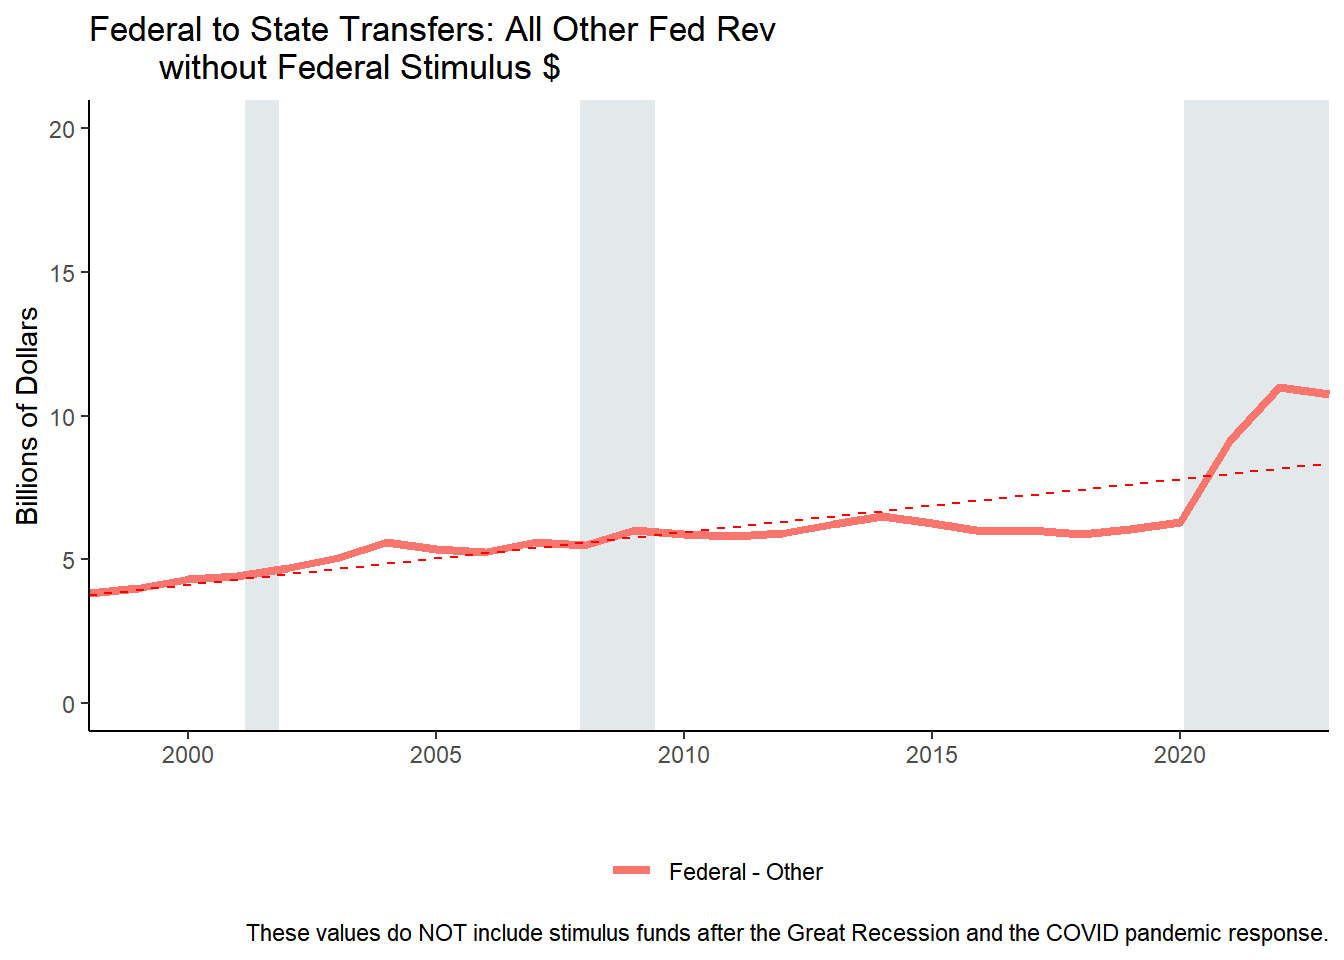 Federal to State Transfers: All Other Fed Rev
without Federal Stimulus $
20
15
10
5
0
Billions of Dollars
2000 2005 2010 2015 2020
Federal - Other
These values do NOT include stimulus funds after the Great Recession and the COVID pandemic response.